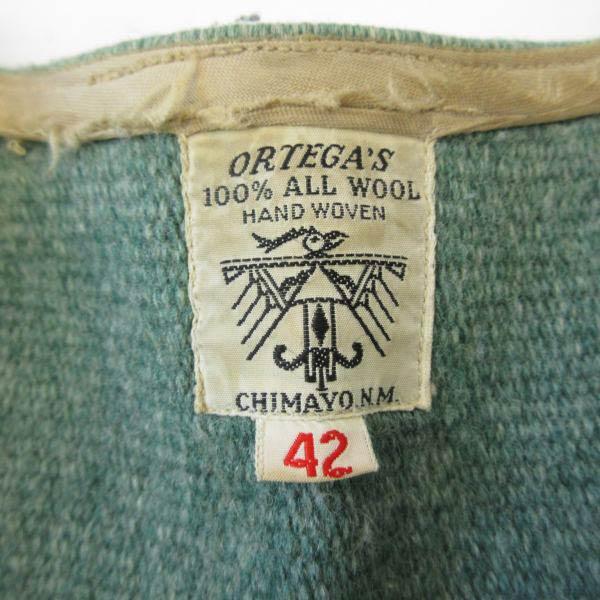 ORTEGA'S
100% ALL WOOL
HAND WOVEN
CHIMAYO, N.M.
42